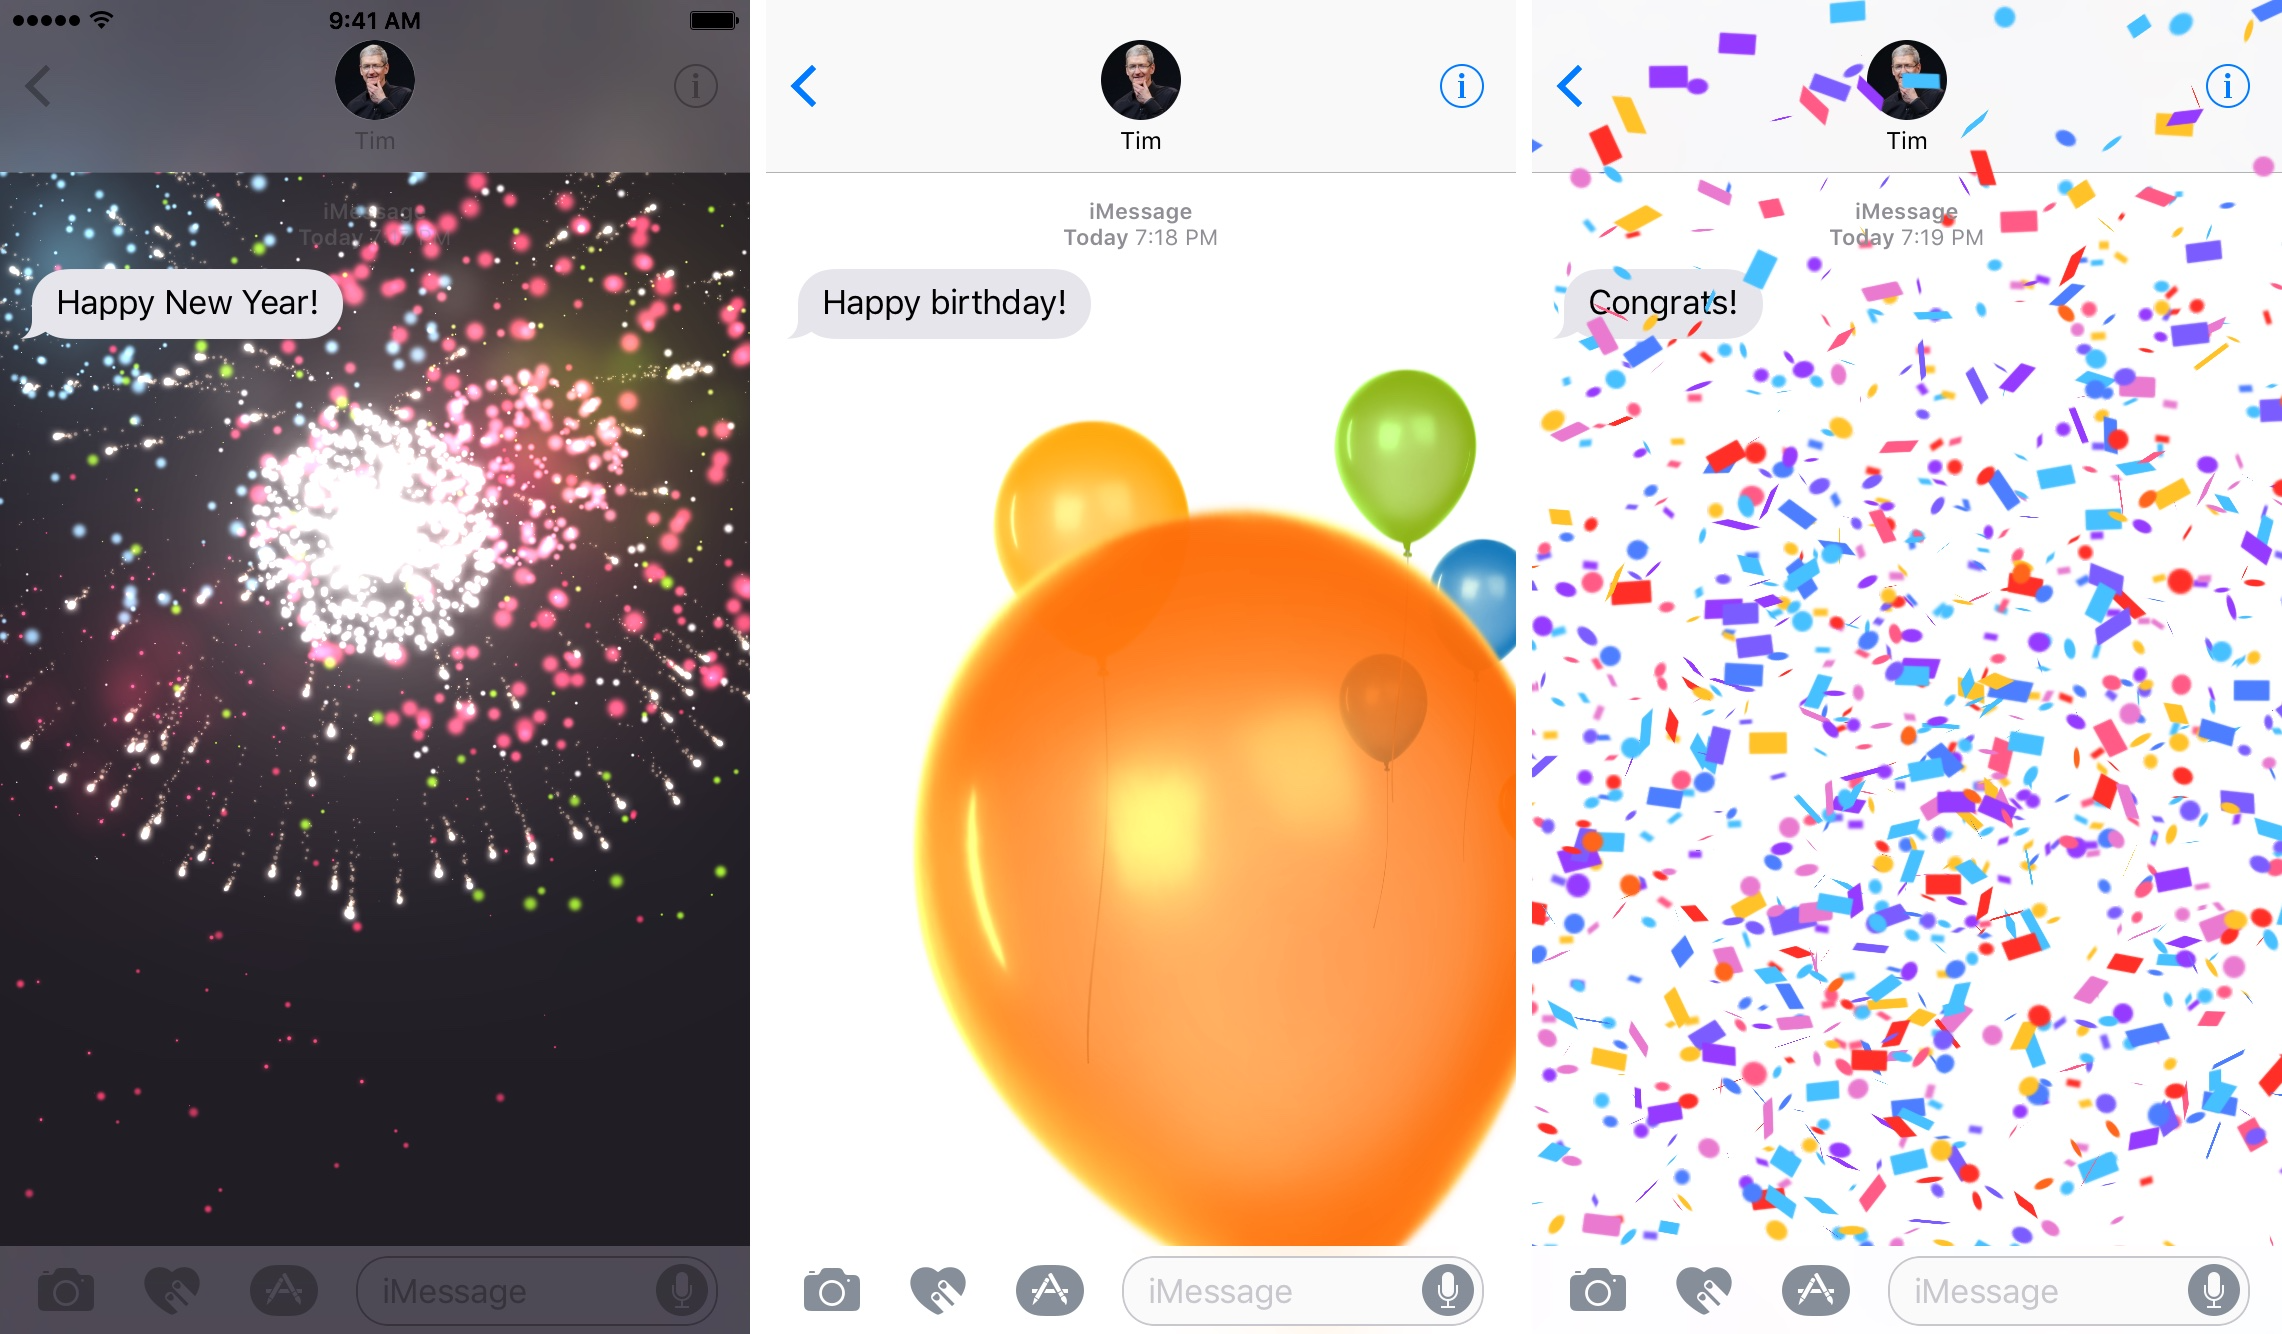 9:41 AM
Tim
iMessage
Today
Happy New Year!
iMessage
Tim
iMessage
Today 7:18 PM
Happy birthday!
iMessage
Tim
iMessage
Today 7:19 PM
Congrats!
iMessage